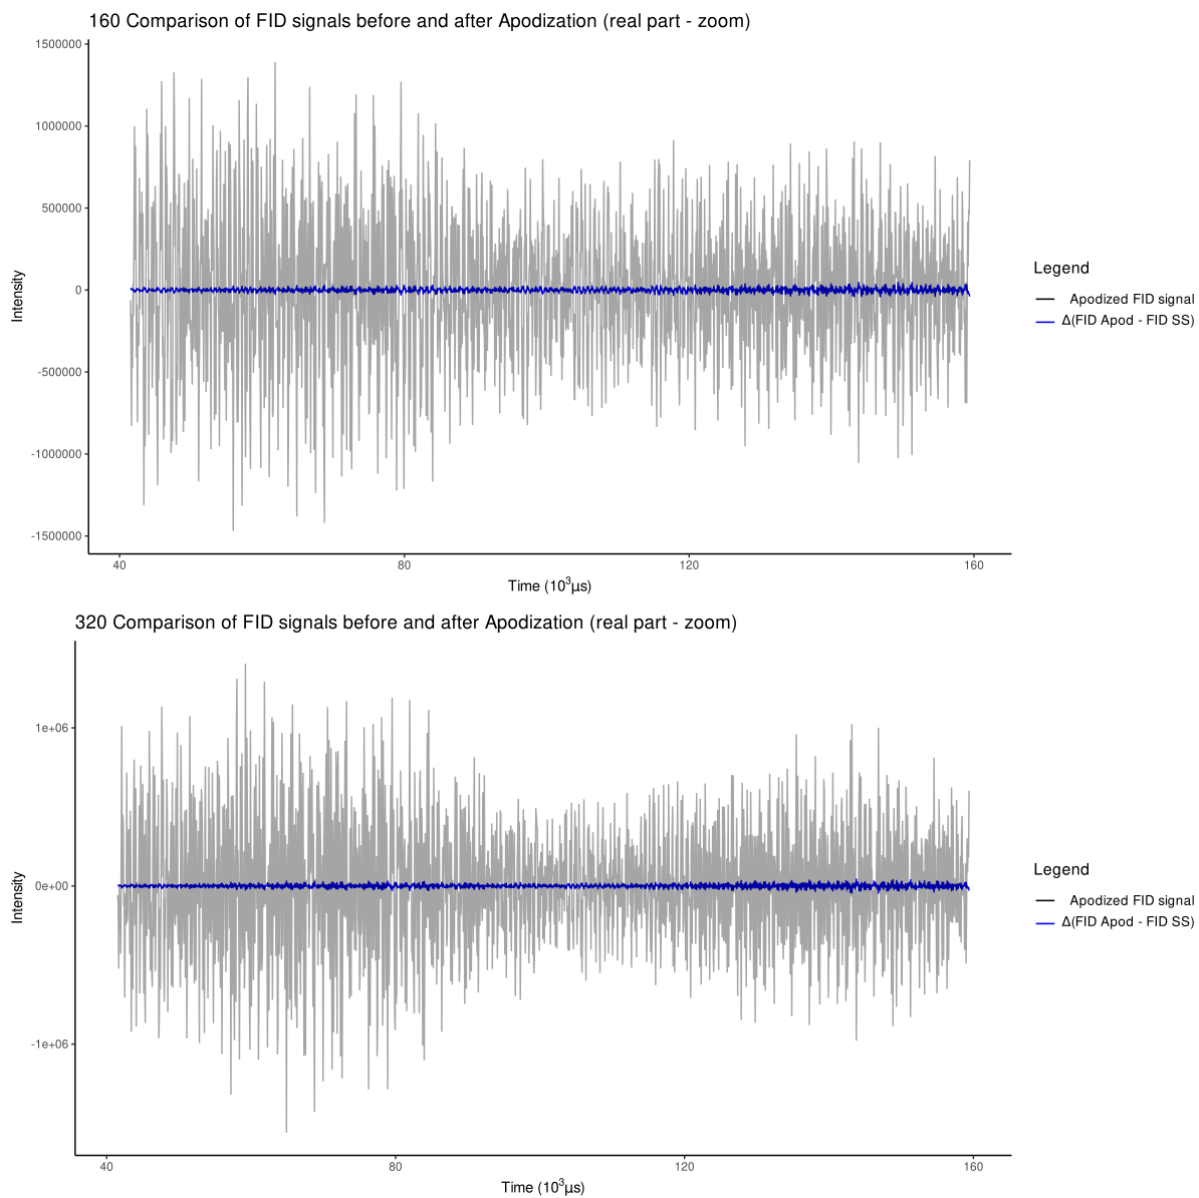 160 Comparison of FID signals before and after Apodization (real part - zoom)
1500000
1000000
500000
0
-500000
-1000000
-1500000
Intensity
40 80 120 160
Time (10³µs)
Legend
Apodized FID signal
Δ(FID Apod - FID SS)
320 Comparison of FID signals before and after Apodization (real part - zoom)
1e+06
0e+00
-1e+06
Intensity
40 80 120 160
Time (10³µs)
Legend
Apodized FID signal
Δ(FID Apod - FID SS)